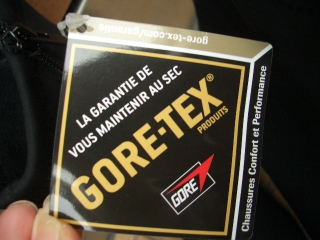 gore-tex.com/garantie
LA GARANTIE DE
VOUS MAINTENIR AU SEC
GORE-TEX®
PRODUITS
GORE
Chaussures Confort et Performance